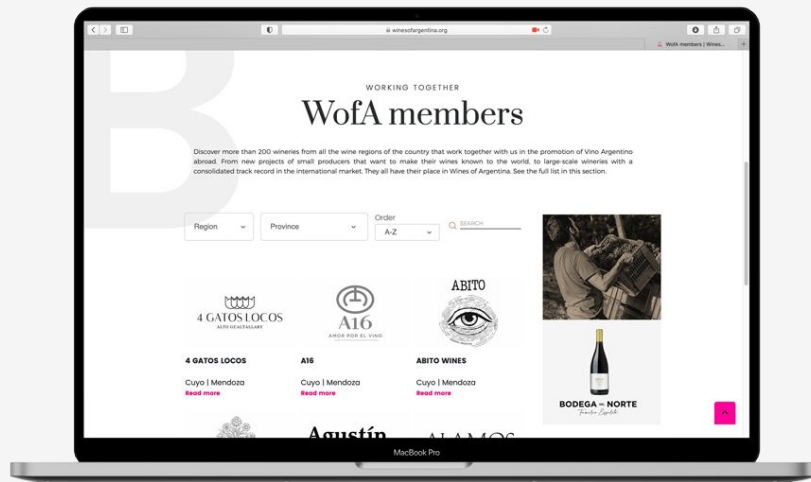 winesofargentina.org
WofA members | Wines...
B
WORKING TOGETHER
WofA members
Discover more than 200 wineries from all the wine regions of the country that work together with us in the promotion of Vino Argentino
abroad. From new projects of small producers that want to make their wines known to the world, to large-scale wineries with a
consolidated track record in the international market. They all have their place in Wines of Argentina. See the full list in this section.
Region
Province
Order
A-Z
SEARCH
4 GATOS LOCOS
ALTO GUALTALLARY
A16
AMOR POR EL VINO
ABITO
4 GATOS LOCOS
A16
ABITO WINES
Cuyo | Mendoza
Cuyo | Mendoza
Cuyo | Mendoza
Read more
Read more
Read more
BODEGA DEL NORTE
Agustín
ALAMOS
MacBook Pro